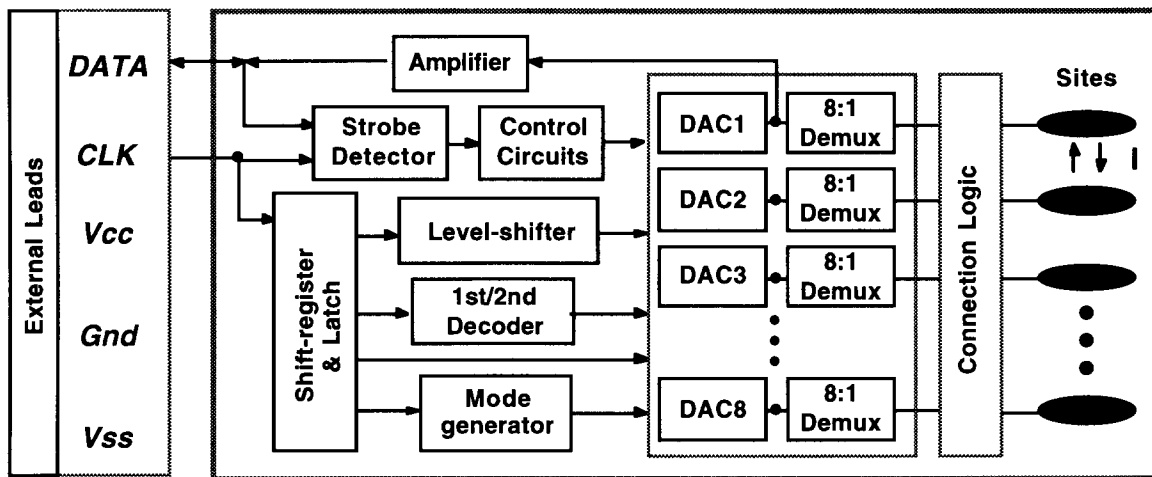 External Leads
DATA
CLK
Vcc
Gnd
Vss
Amplifier
Strobe
Detector
Control
Circuits
Shift-register
& Latch
Level-shifter
1st/2nd
Decoder
Mode
generator
DAC1
8:1
Demux
DAC2
8:1
Demux
DAC3
8:1
Demux
DAC8
8:1
Demux
Connection Logic
Sites
I